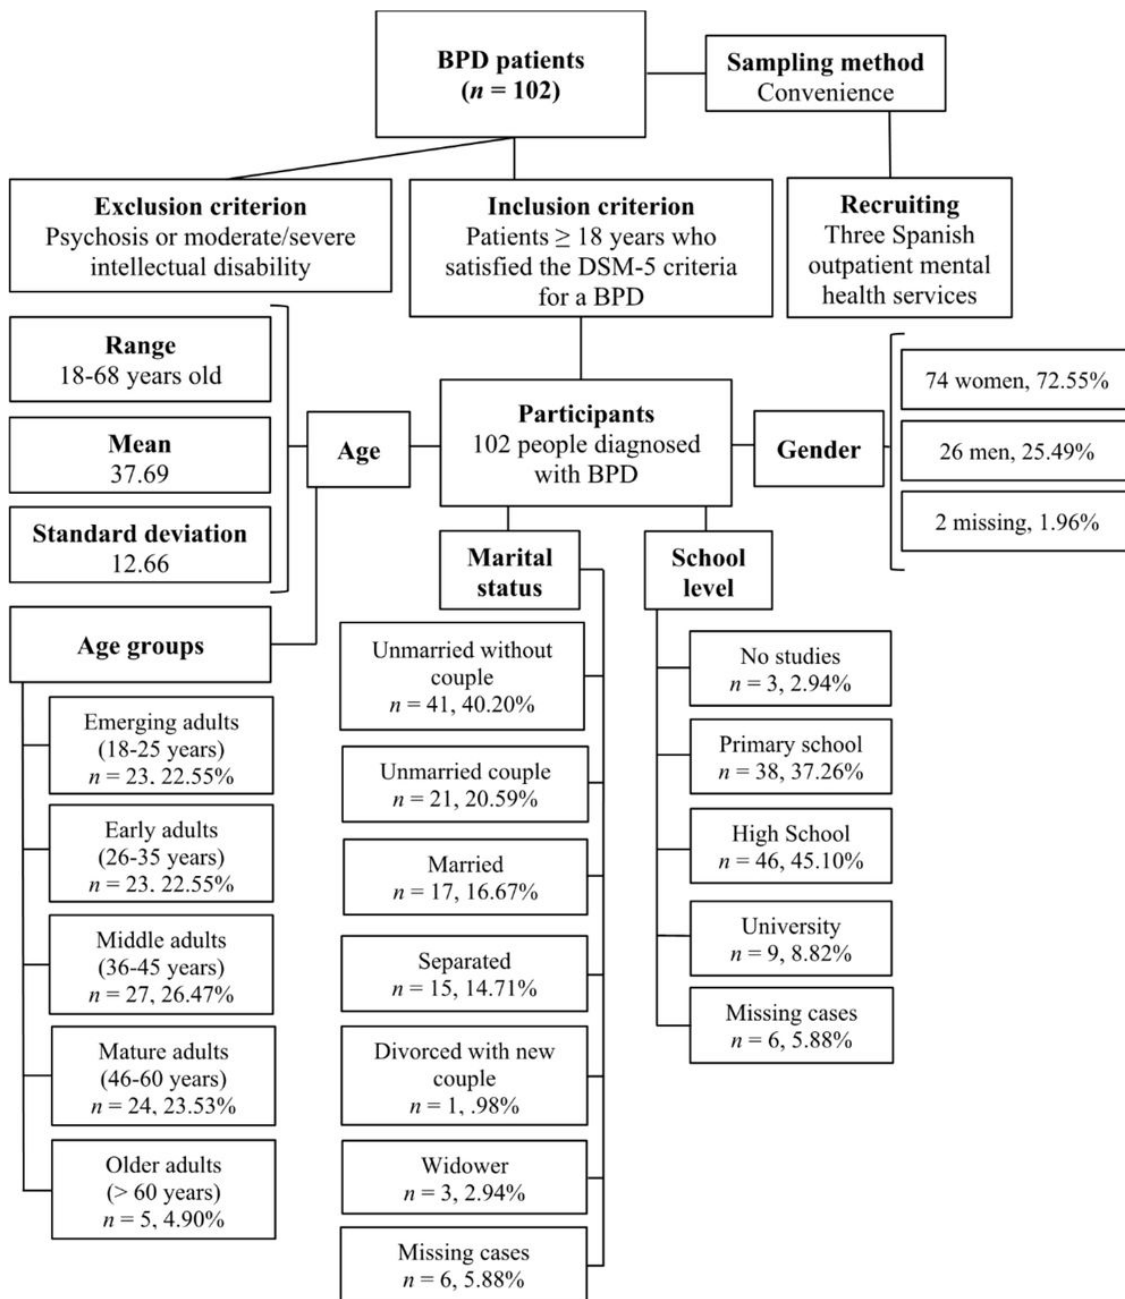 BPD patients
(n = 102)
Sampling method
Convenience
Exclusion criterion
Psychosis or moderate/severe
intellectual disability
Inclusion criterion
Patients ≥ 18 years who
satisfied the DSM-5 criteria
for a BPD
Recruiting
Three Spanish
outpatient mental
health services
Range
18-68 years old
Mean
37.69
Standard deviation
12.66
Age
Participants
102 people diagnosed
with BPD
Gender
74 women, 72.55%
26 men, 25.49%
2 missing, 1.96%
Age groups
Emerging adults
(18-25 years)
n = 23. 22.55%
Early adults
(26-35 years)
n = 23. 22.55%
Middle adults
(36-45 years)
n = 27, 26.47%
Mature adults
(46-60 years)
n = 24, 23.53%
Older adults
(> 60 years)
n = 5, 4.90%
Marital
status
Unmarried without
couple
n = 41, 40.20%
Unmarried couple
n = 21, 20.59%
Married
n = 17, 16.67%
Separated
n = 15, 14.71%
Divorced with new
couple
n = 1, .98%
Widower
n = 3, 2.94%
Missing cases
n = 6, 5.88%
School
level
No studies
n = 3, 2.94%
Primary school
n = 38, 37.26%
High School
n = 46, 45.10%
University
n = 9, 8.82%
Missing cases
n = 6, 5.88%